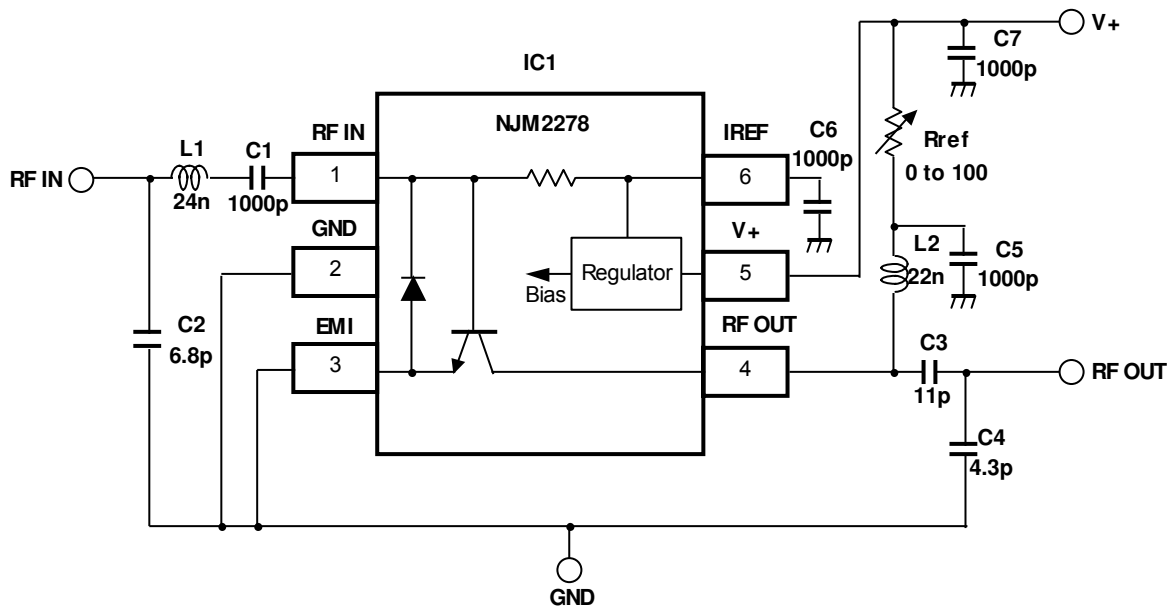 V+
C7
1000p
IC1
NJM2278
RF IN
IREF
C6
1000p
Rref
0 to 100
L1
C1
RF IN
24n
1000p
1
6
GND
V+
L2
22n
C5
1000p
2
Regulator
5
Bias
C2
6.8p
EMI
RF OUT
3
4
C3
11p
RF OUT
C4
4.3p
GND